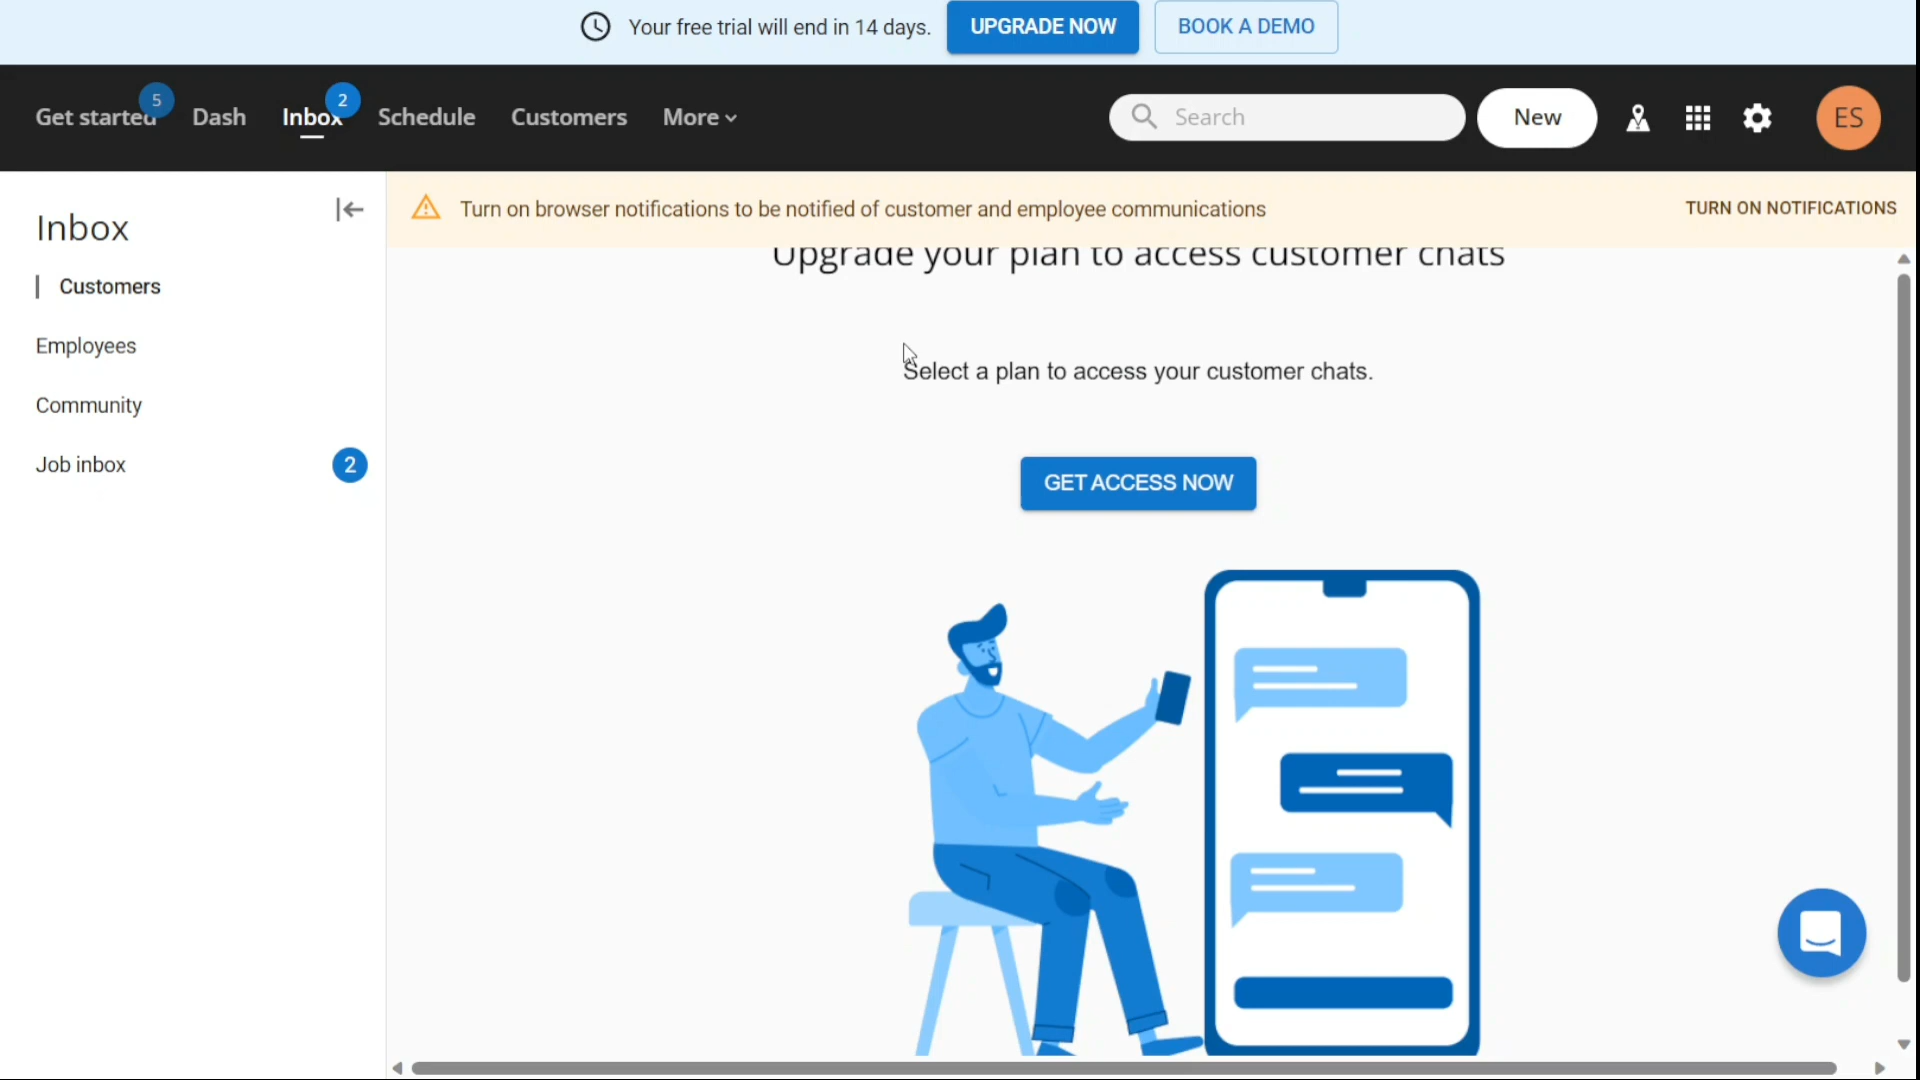 Your free trial will end in 14 days.
UPGRADE NOW
BOOK A DEMO
Get started
5
Dash
Inbox
2
Schedule
Customers
More
Search
New
ES
Inbox
Customers
Employees
Community
Job inbox
2
Turn on browser notifications to be notified of customer and employee communications
TURN ON NOTIFICATIONS
Upgrade your plan to access customer chats
Select a plan to access your customer chats.
GET ACCESS NOW